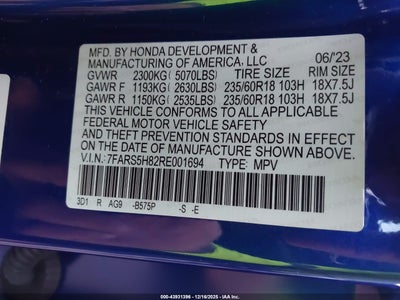 MFD. BY HONDA DEVELOPMENT &
MANUFACTURING OF AMERICA, LLC 06/23
GVWR 2300KG (5070LBS) TIRE SIZE RIM SIZE
GAWR F 1193KG (2630LBS) 235/60R18 103H 18X7.5J
GAWR R 1150KG (2535LBS) 235/60R18 103H 18X7.5J
THIS VEHICLE CONFORMS TO ALL APPLICABLE
FEDERAL MOTOR VEHICLE SAFETY
AND THEFT PREVENTION STANDARDS IN EFFECT
ON THE DATE OF MANUFACTURE SHOWN ABOVE.
V.I.N.: 7FARS5H82RE001694 TYPE: MPV
3D1 R AG9 -B575P -S -E
000-43931396 - 12/16/2025 - IAAI.COM